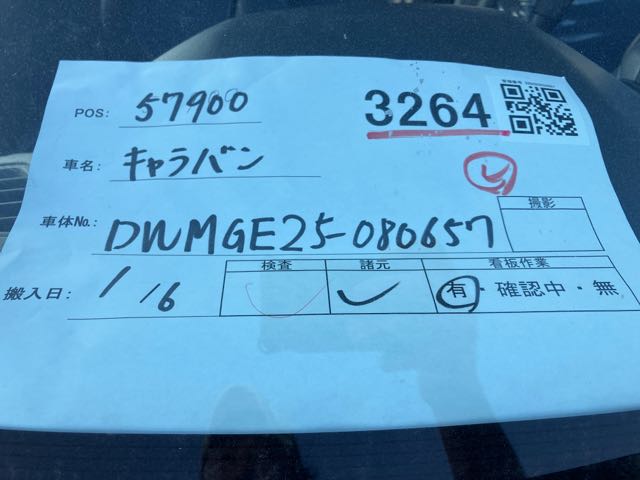 POS: 57900
3264
車名: キャラバン
ヒ
撮影
車体No.: DWMGE25-080657
検査 諸元 看板作業
搬入日: 1/16 有・確認中・無